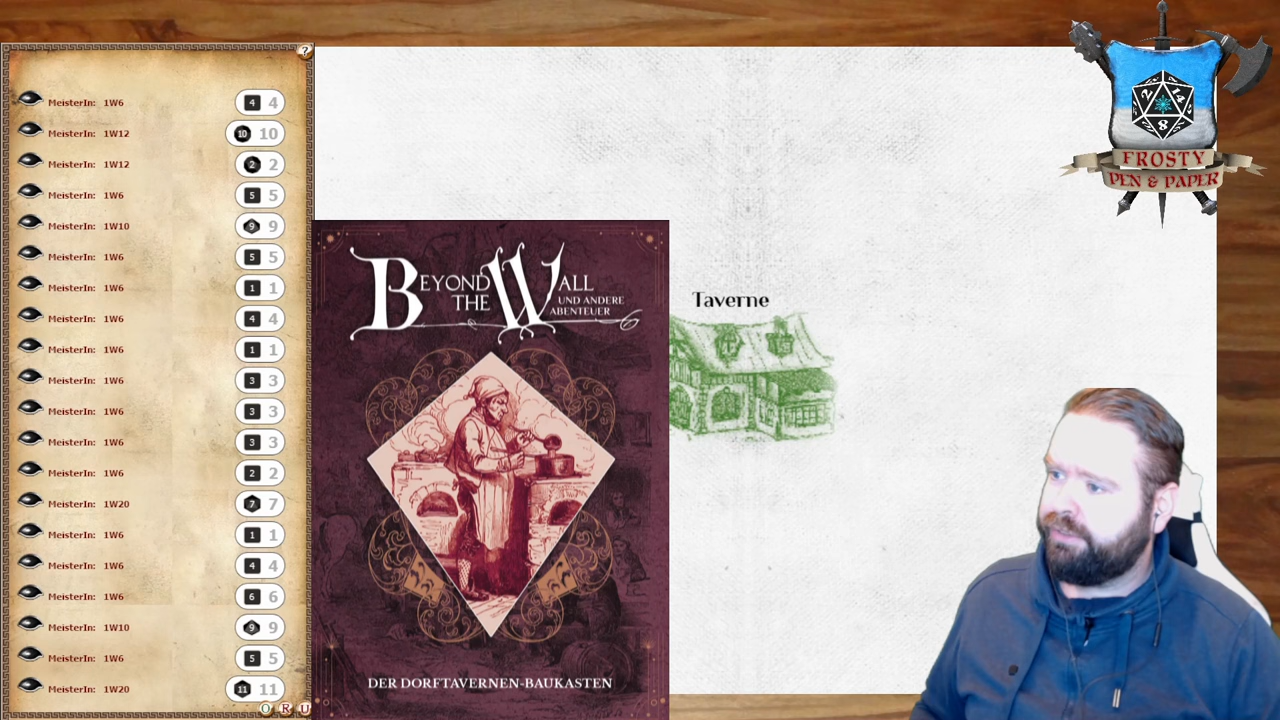 ?
MeisterIn: 1W6 4 4
MeisterIn: 1W12 10 10
MeisterIn: 1W12 2 2
MeisterIn: 1W6 5 5
MeisterIn: 1W10 9 9
MeisterIn: 1W6 5 5
MeisterIn: 1W6 1 1
MeisterIn: 1W6 4 4
MeisterIn: 1W6 1 1
MeisterIn: 1W6 3 3
MeisterIn: 1W6 3 3
MeisterIn: 1W6 3 3
MeisterIn: 1W6 2 2
MeisterIn: 1W20 7 7
MeisterIn: 1W6 1 1
MeisterIn: 1W6 4 4
MeisterIn: 1W6 6 6
MeisterIn: 1W10 9 9
MeisterIn: 1W6 5 5
MeisterIn: 1W20 11 11
O R U
BEYOND
THE WALL
UND ANDERE
ABENTEUER
DER DORFTAVERNEN-BAUKASTEN
Taverne
2 14
8
FROSTY
PEN & PAPER